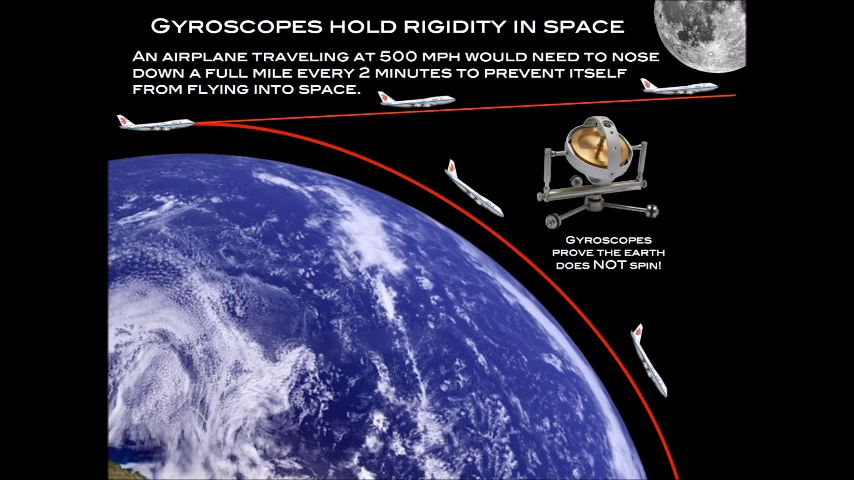 Gyroscopes hold rigidity in space
An airplane traveling at 500 mph would need to nose
down a full mile every 2 minutes to prevent itself
from flying into space.
Gyroscopes
prove the earth
does NOT spin!